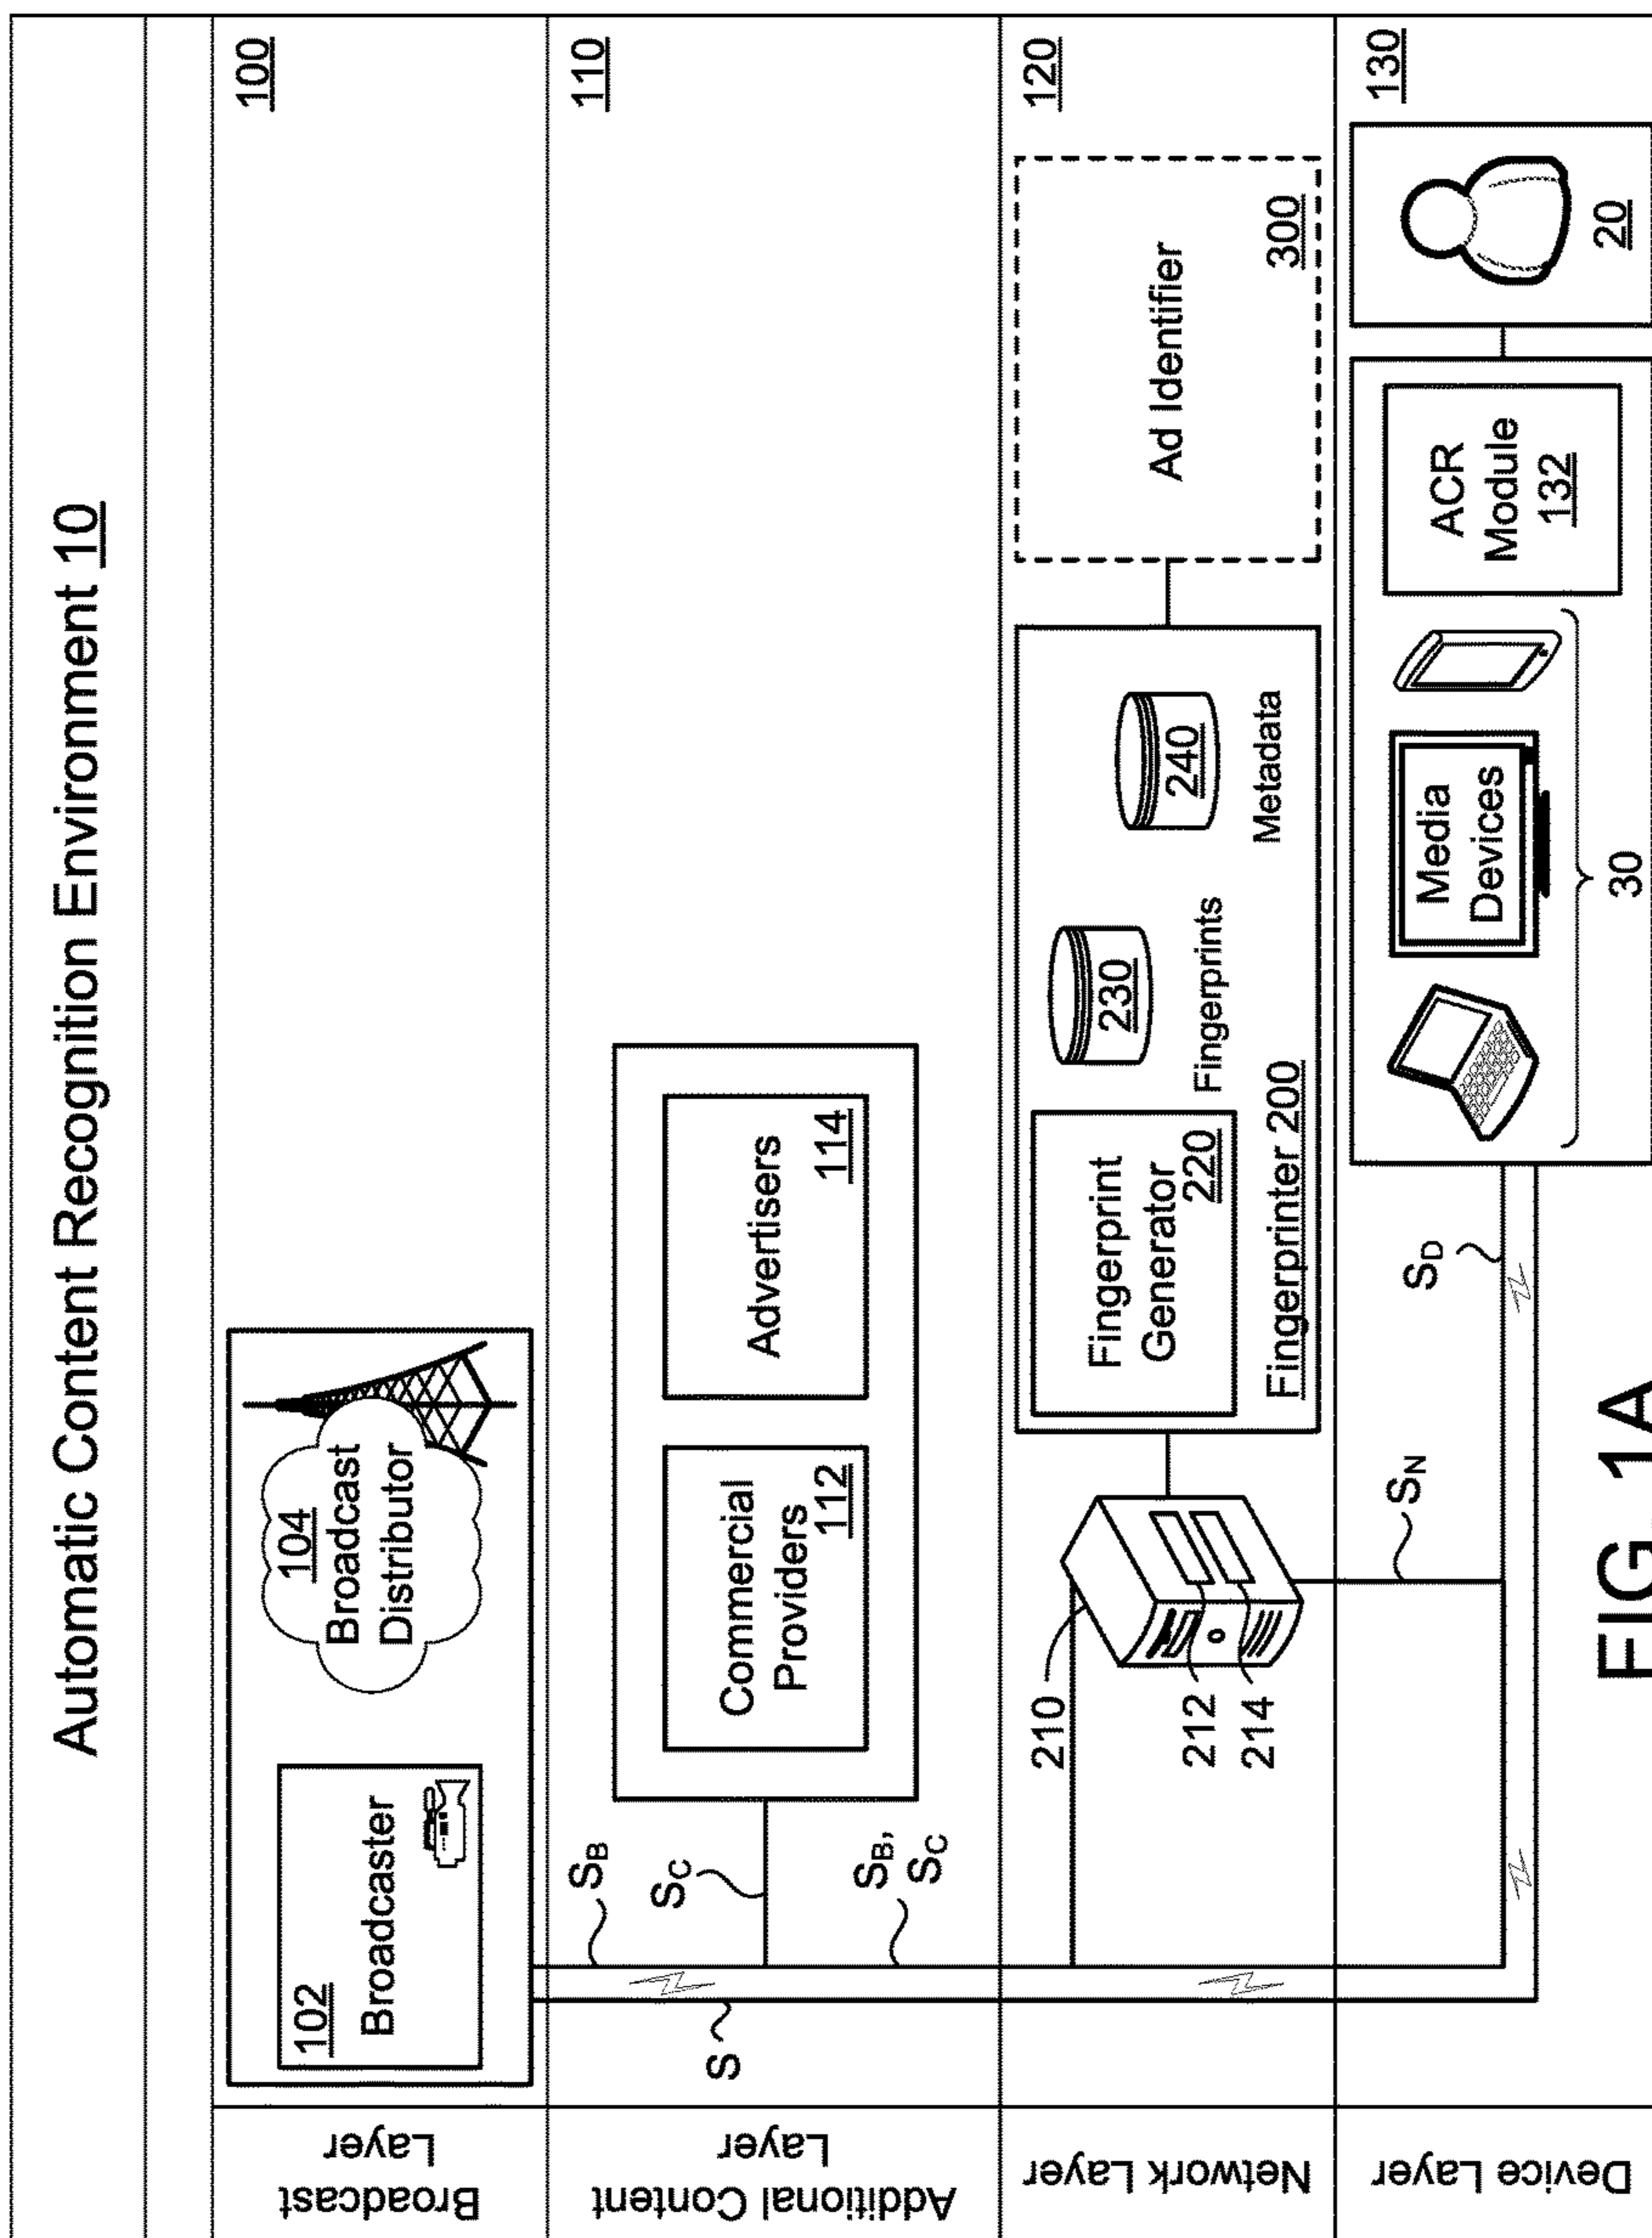 Automatic Content Recognition Environment 10
Broadcast
Layer
100
102
Broadcaster
104
Broadcast
Distributor
Additional Content
Layer
110
S
SB
SC
SB,
SC
Commercial
Providers
112
Advertisers
114
Network Layer
120
210
212
214
Fingerprint
Generator
220
Fingerprinter 200
230
Fingerprints
240
Metadata
Ad Identifier
300
Device Layer
130
SN
SD
Media
Devices
30
ACR
Module
132
20
FIG. 1A